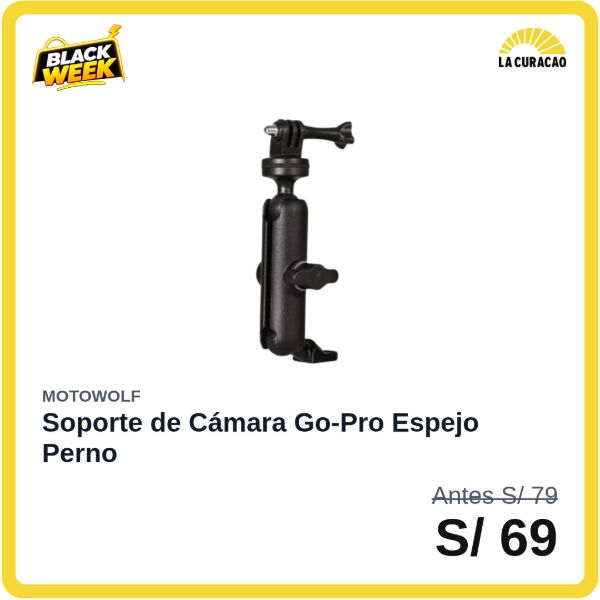 BLACK
WEEK
LA CURACAO
MOTOWOLF
Soporte de Cámara Go-Pro Espejo
Perno
Antes S/ 79
S/ 69